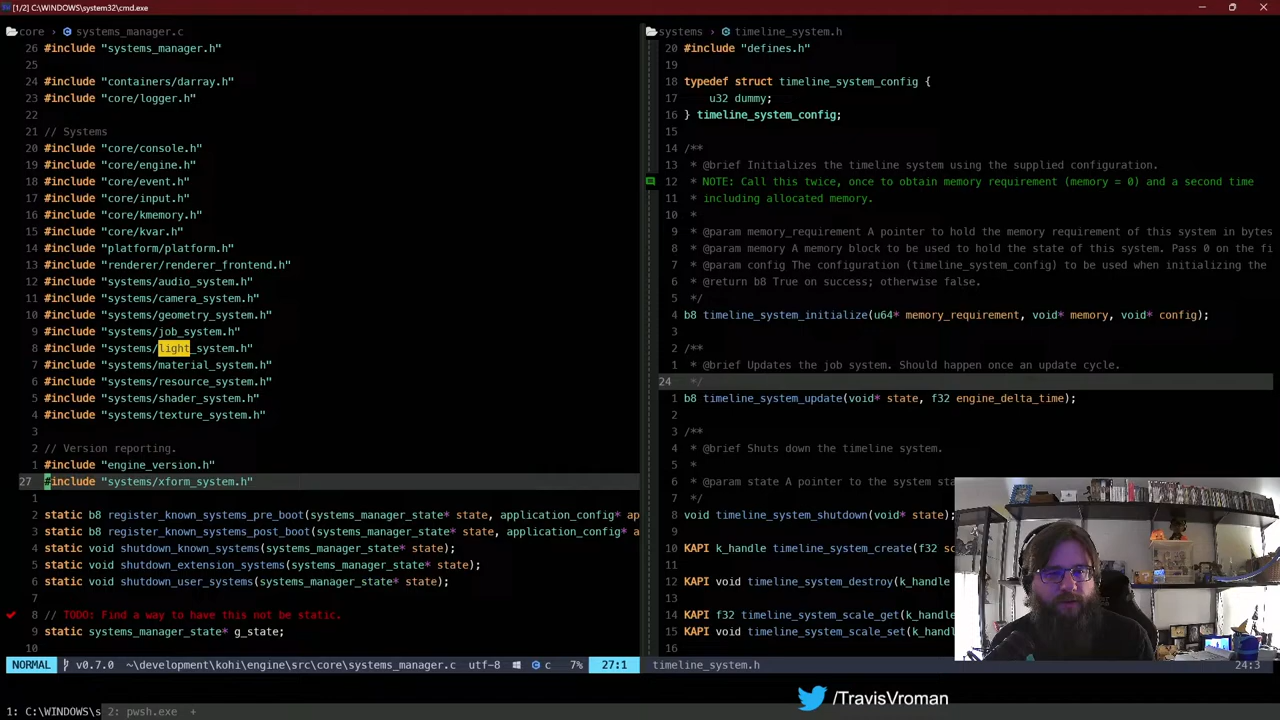 [1/2] C:\WINDOWS\system32\cmd.exe
core > systems_manager.c
26 #include "systems_manager.h"
25
24 #include "containers/darray.h"
23 #include "core/logger.h"
22
21 // Systems
20 #include "core/console.h"
19 #include "core/engine.h"
18 #include "core/event.h"
17 #include "core/input.h"
16 #include "core/kmemory.h"
15 #include "core/kvar.h"
14 #include "platform/platform.h"
13 #include "renderer/renderer_frontend.h"
12 #include "systems/audio_system.h"
11 #include "systems/camera_system.h"
10 #include "systems/geometry_system.h"
9 #include "systems/job_system.h"
8 #include "systems/light_system.h"
7 #include "systems/material_system.h"
6 #include "systems/resource_system.h"
5 #include "systems/shader_system.h"
4 #include "systems/texture_system.h"
3
2 // Version reporting.
1 #include "engine_version.h"
27 #include "systems/xform_system.h"
1
2 static b8 register_known_systems_pre_boot(systems_manager_state* state, application_config* ap
3 static b8 register_known_systems_post_boot(systems_manager_state* state, application_config* a
4 static void shutdown_known_systems(systems_manager_state* state);
5 static void shutdown_extension_systems(systems_manager_state* state);
6 static void shutdown_user_systems(systems_manager_state* state);
7
8 // TODO: Find a way to have this not be static.
9 static systems_manager_state* g_state;
10
NORMAL v0.7.0 ~\development\kohi\engine\src\core\systems_manager.c utf-8 c 7% 27:1
systems > timeline_system.h
20 #include "defines.h"
19
18 typedef struct timeline_system_config {
17 u32 dummy;
16 } timeline_system_config;
15
14 /**
13 * @brief Initializes the timeline system using the supplied configuration.
12 * NOTE: Call this twice, once to obtain memory requirement (memory = 0) and a second time
11 * including allocated memory.
10 *
9 * @param memory_requirement A pointer to hold the memory requirement of this system in bytes
8 * @param memory A memory block to be used to hold the state of this system. Pass 0 on the fi
7 * @param config The configuration (timeline_system_config) to be used when initializing the
6 * @return b8 True on success; otherwise false.
5 */
4 b8 timeline_system_initialize(u64* memory_requirement, void* memory, void* config);
3
2 /**
1 * @brief Updates the job system. Should happen once an update cycle.
24 */
1 b8 timeline_system_update(void* state, f32 engine_delta_time);
2
3 /**
4 * @brief Shuts down the timeline system.
5 *
6 * @param state A pointer to the system sta
7 */
8 void timeline_system_shutdown(void* state);
9
10 KAPI k_handle timeline_system_create(f32 sc
11
12 KAPI void timeline_system_destroy(k_handle
13
14 KAPI f32 timeline_system_scale_get(k_handle
15 KAPI void timeline_system_scale_set(k_handl
16
timeline_system.h 24:3
/TravisVroman
1: C:\WINDOWS\s 2: pwsh.exe +